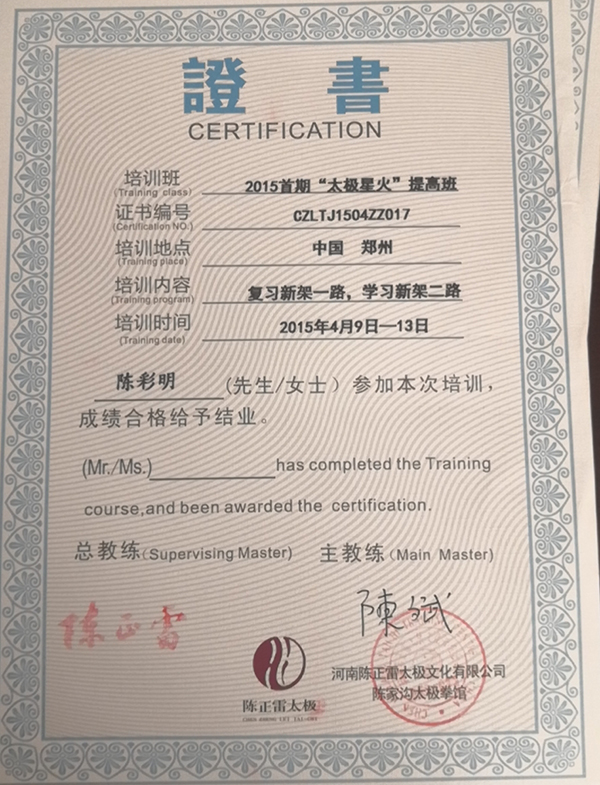 證書
CERTIFICATION
培训班 2015首期“太极星火”提高班
(Training class)
证书编号 CZLTJ1504ZZ017
(Certification NO.)
培训地点 中国 郑州
(Training place)
培训内容 复习新架一路，学习新架二路
(Training program)
培训时间 2015年4月9日—13日
(Training date)
陈彩明 (先生/女士）参加本次培训，
成绩合格给予结业。
(Mr./Ms.) has completed the Training
course,and been awarded the certification.
总教练(Supervising Master) 主教练(Main Master)
陈正雷
陳斌
河南陈正雷太极文化有限公司
陈家沟太极拳馆
陈正雷太极
CHEN ZHENG LEI TAI-CHI